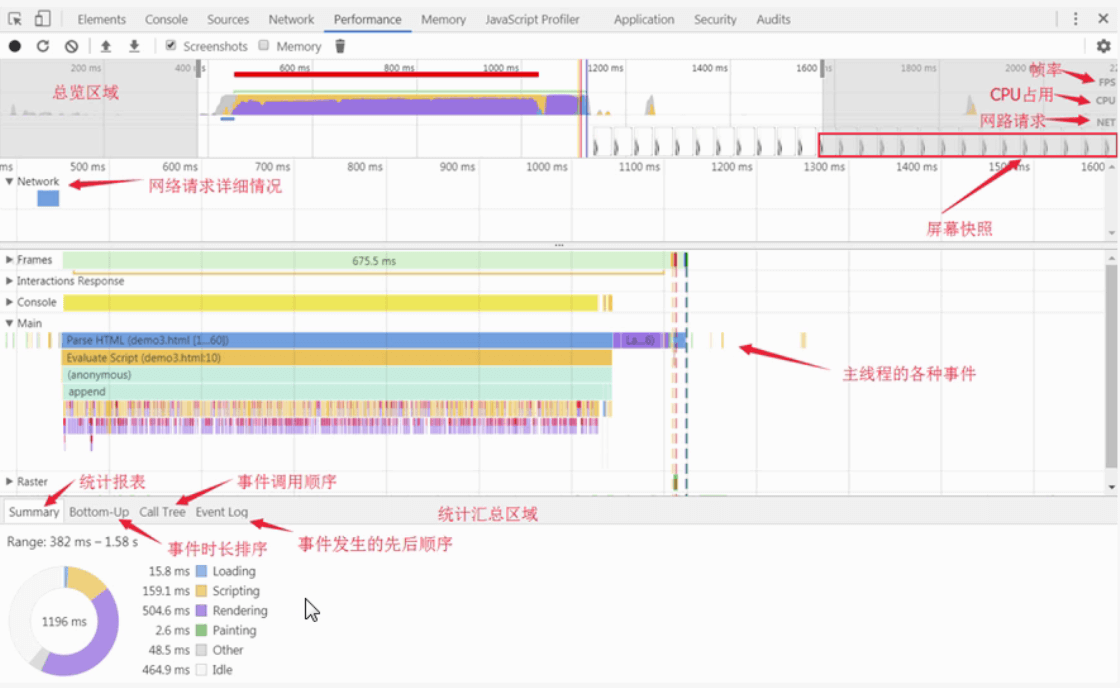 Elements Console Sources Network Performance Memory JavaScript Profiler Application Security Audits
Screenshots Memory
200 ms 400 ms 600 ms 800 ms 1000 ms 1200 ms 1400 ms 1600 ms 1800 ms 2000 ms
帧率 FPS
总览区域 CPU占用 CPU
网路请求 NET
ms 500 ms 600 ms 700 ms 800 ms 900 ms 1000 ms 1100 ms 1200 ms 1300 ms 1400 ms 1500 ms 1600
Network 网络请求详细情况
屏幕快照
Frames 675.5 ms
Interactions Response
Console
Main
Parse HTML (demo3.html [1...60]) La...6)
Evaluate Script (demo3.html:10)
(anonymous) 主线程的各种事件
append
Raster 统计报表 事件调用顺序
Summary Bottom-Up Call Tree Event Log 统计汇总区域
Range: 382 ms – 1.58 s 事件时长排序 事件发生的先后顺序
15.8 ms Loading
159.1 ms Scripting
504.6 ms Rendering
1196 ms
2.6 ms Painting
48.5 ms Other
464.9 ms Idle